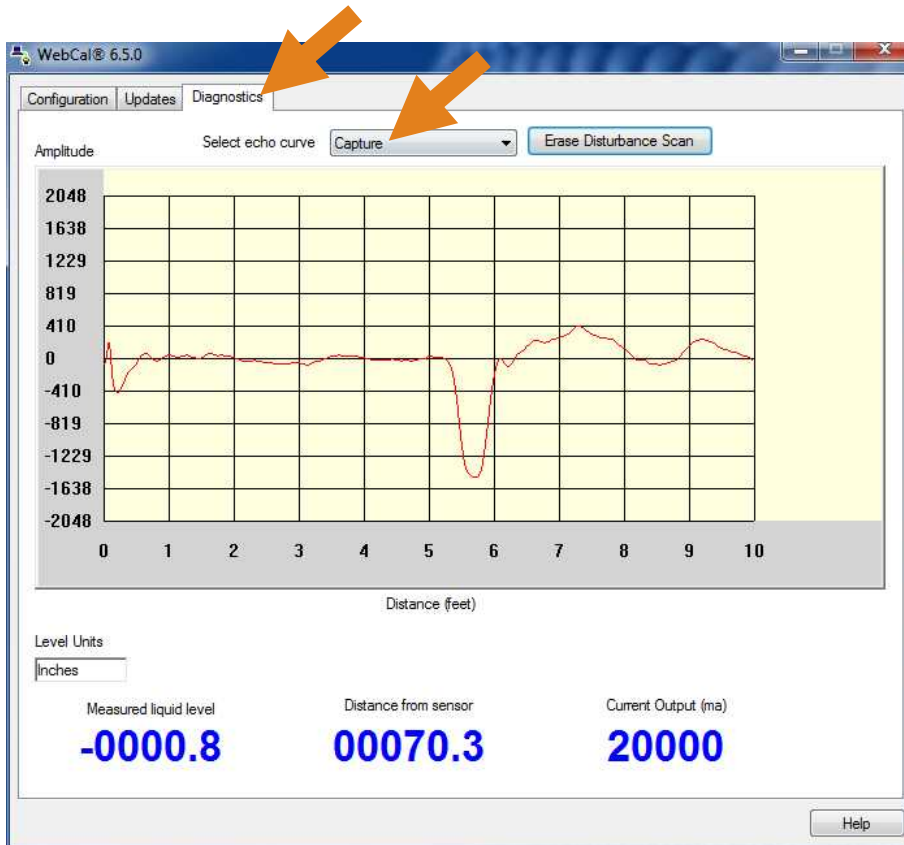 WebCal® 6.5.0
Configuration Updates Diagnostics
Select echo curve Capture Erase Disturbance Scan
Amplitude
2048
1638
1229
819
410
0
-410
-819
-1229
-1638
-2048
0 1 2 3 4 5 6 7 8 9 10
Distance (feet)
Level Units
Inches
Measured liquid level Distance from sensor Current Output (ma)
-0000.8 00070.3 20000
Help